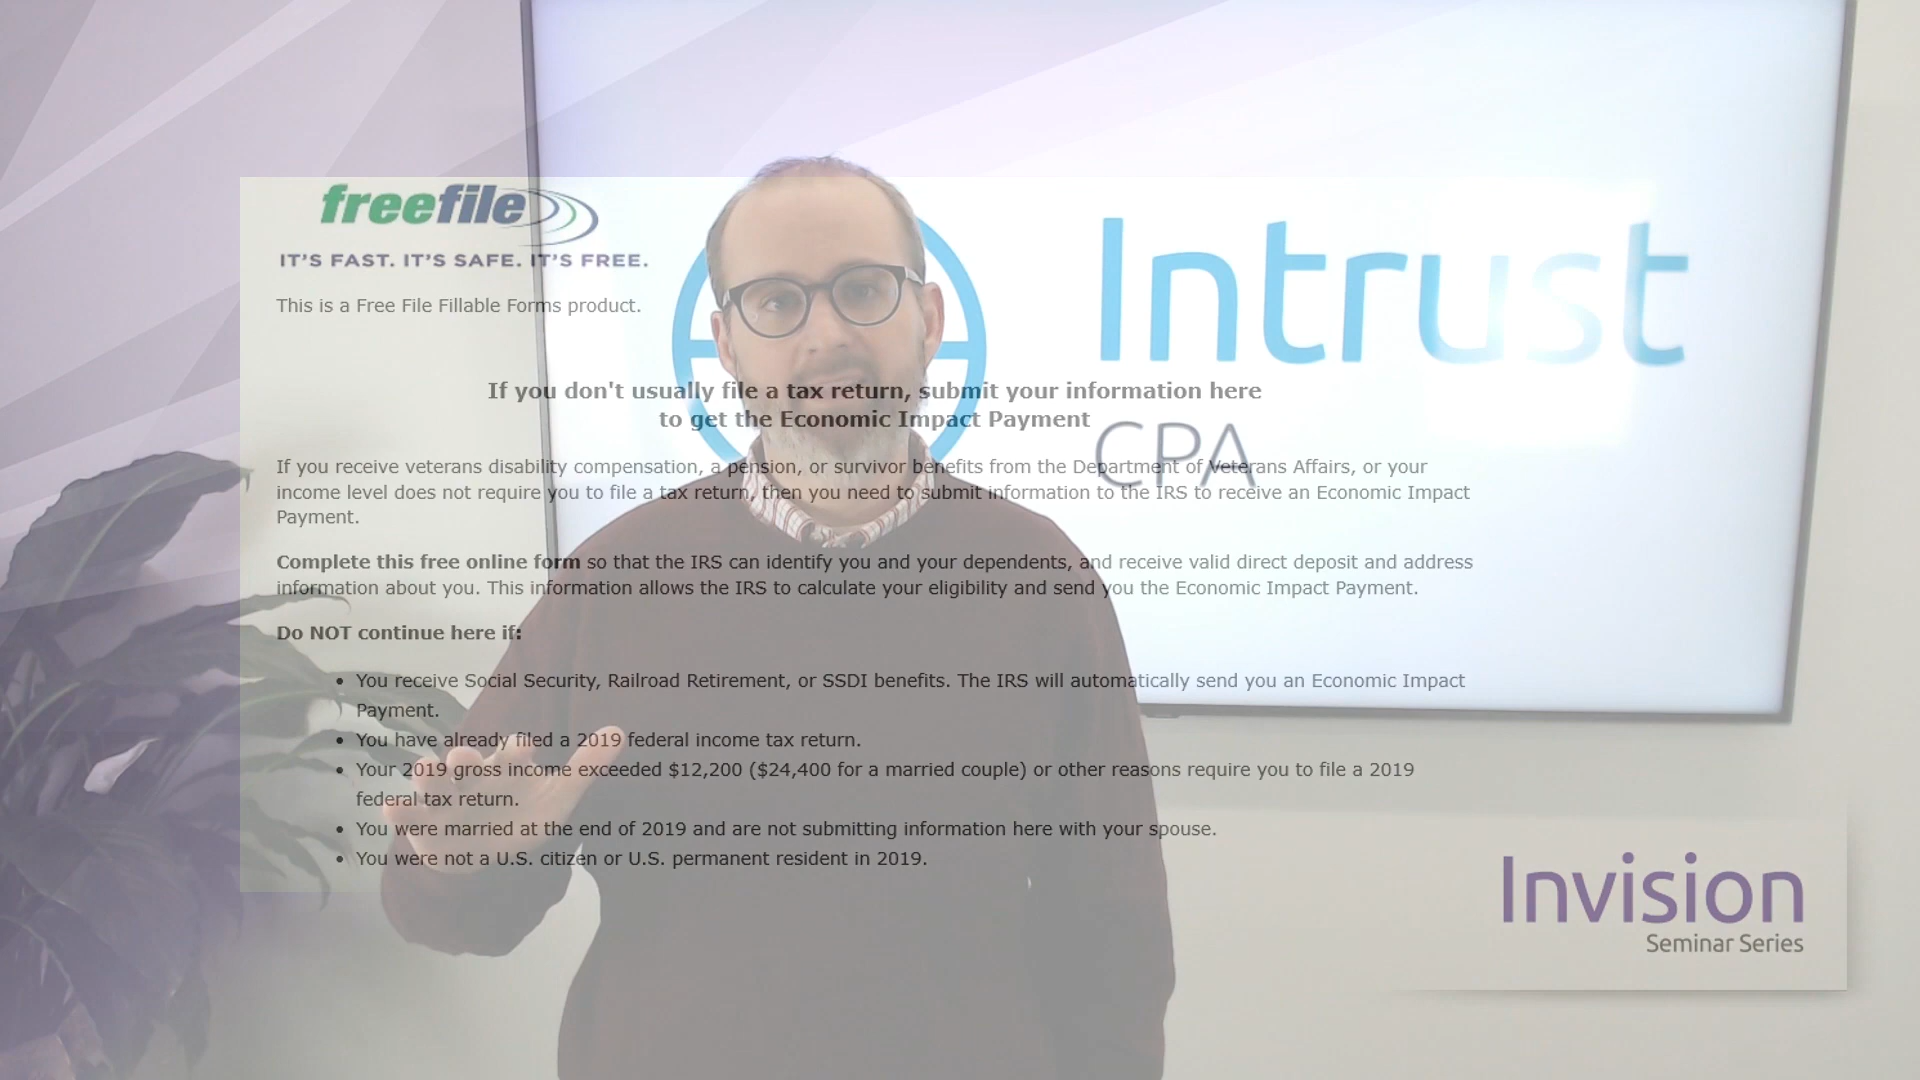 freefile
IT'S FAST. IT'S SAFE. IT'S FREE.
This is a Free File Fillable Forms product.
Intrust
CPA
If you don't usually file a tax return, submit your information here
to get the Economic Impact Payment
If you receive veterans disability compensation, a pension, or survivor benefits from the Department of Veterans Affairs, or your
income level does not require you to file a tax return, then you need to submit information to the IRS to receive an Economic Impact
Payment.
Complete this free online form so that the IRS can identify you and your dependents, and receive valid direct deposit and address
information about you. This information allows the IRS to calculate your eligibility and send you the Economic Impact Payment.
Do NOT continue here if:
• You receive Social Security, Railroad Retirement, or SSDI benefits. The IRS will automatically send you an Economic Impact
Payment.
• You have already filed a 2019 federal income tax return.
• Your 2019 gross income exceeded $12,200 ($24,400 for a married couple) or other reasons require you to file a 2019
federal tax return.
• You were married at the end of 2019 and are not submitting information here with your spouse.
• You were not a U.S. citizen or U.S. permanent resident in 2019.
Invision
Seminar Series